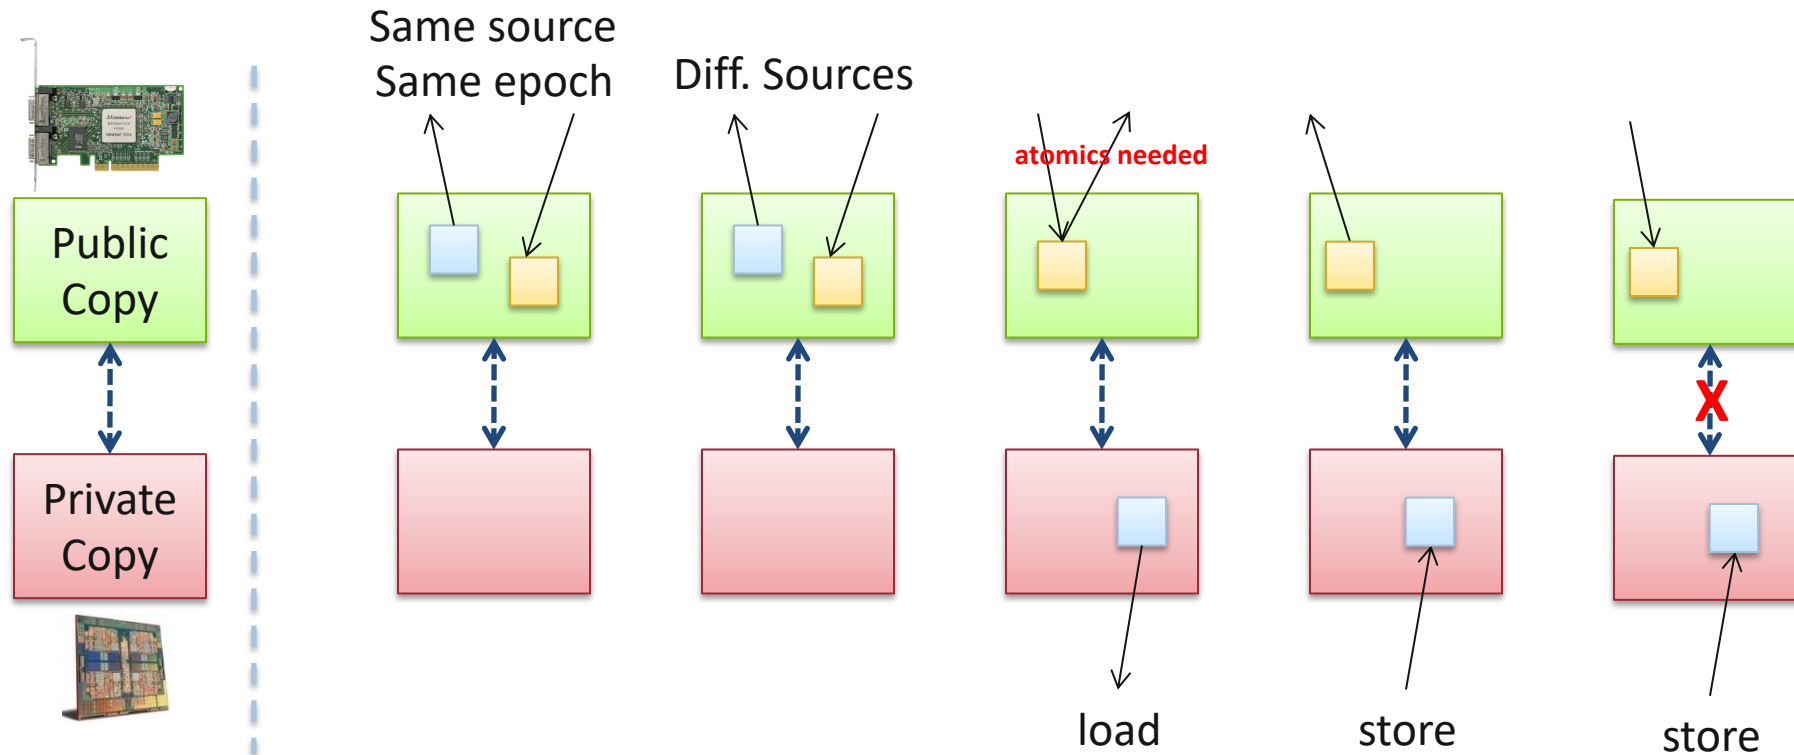 Same source
Same epoch
Diff. Sources
atomics needed
Public
Copy
X
Private
Copy
load
store
store